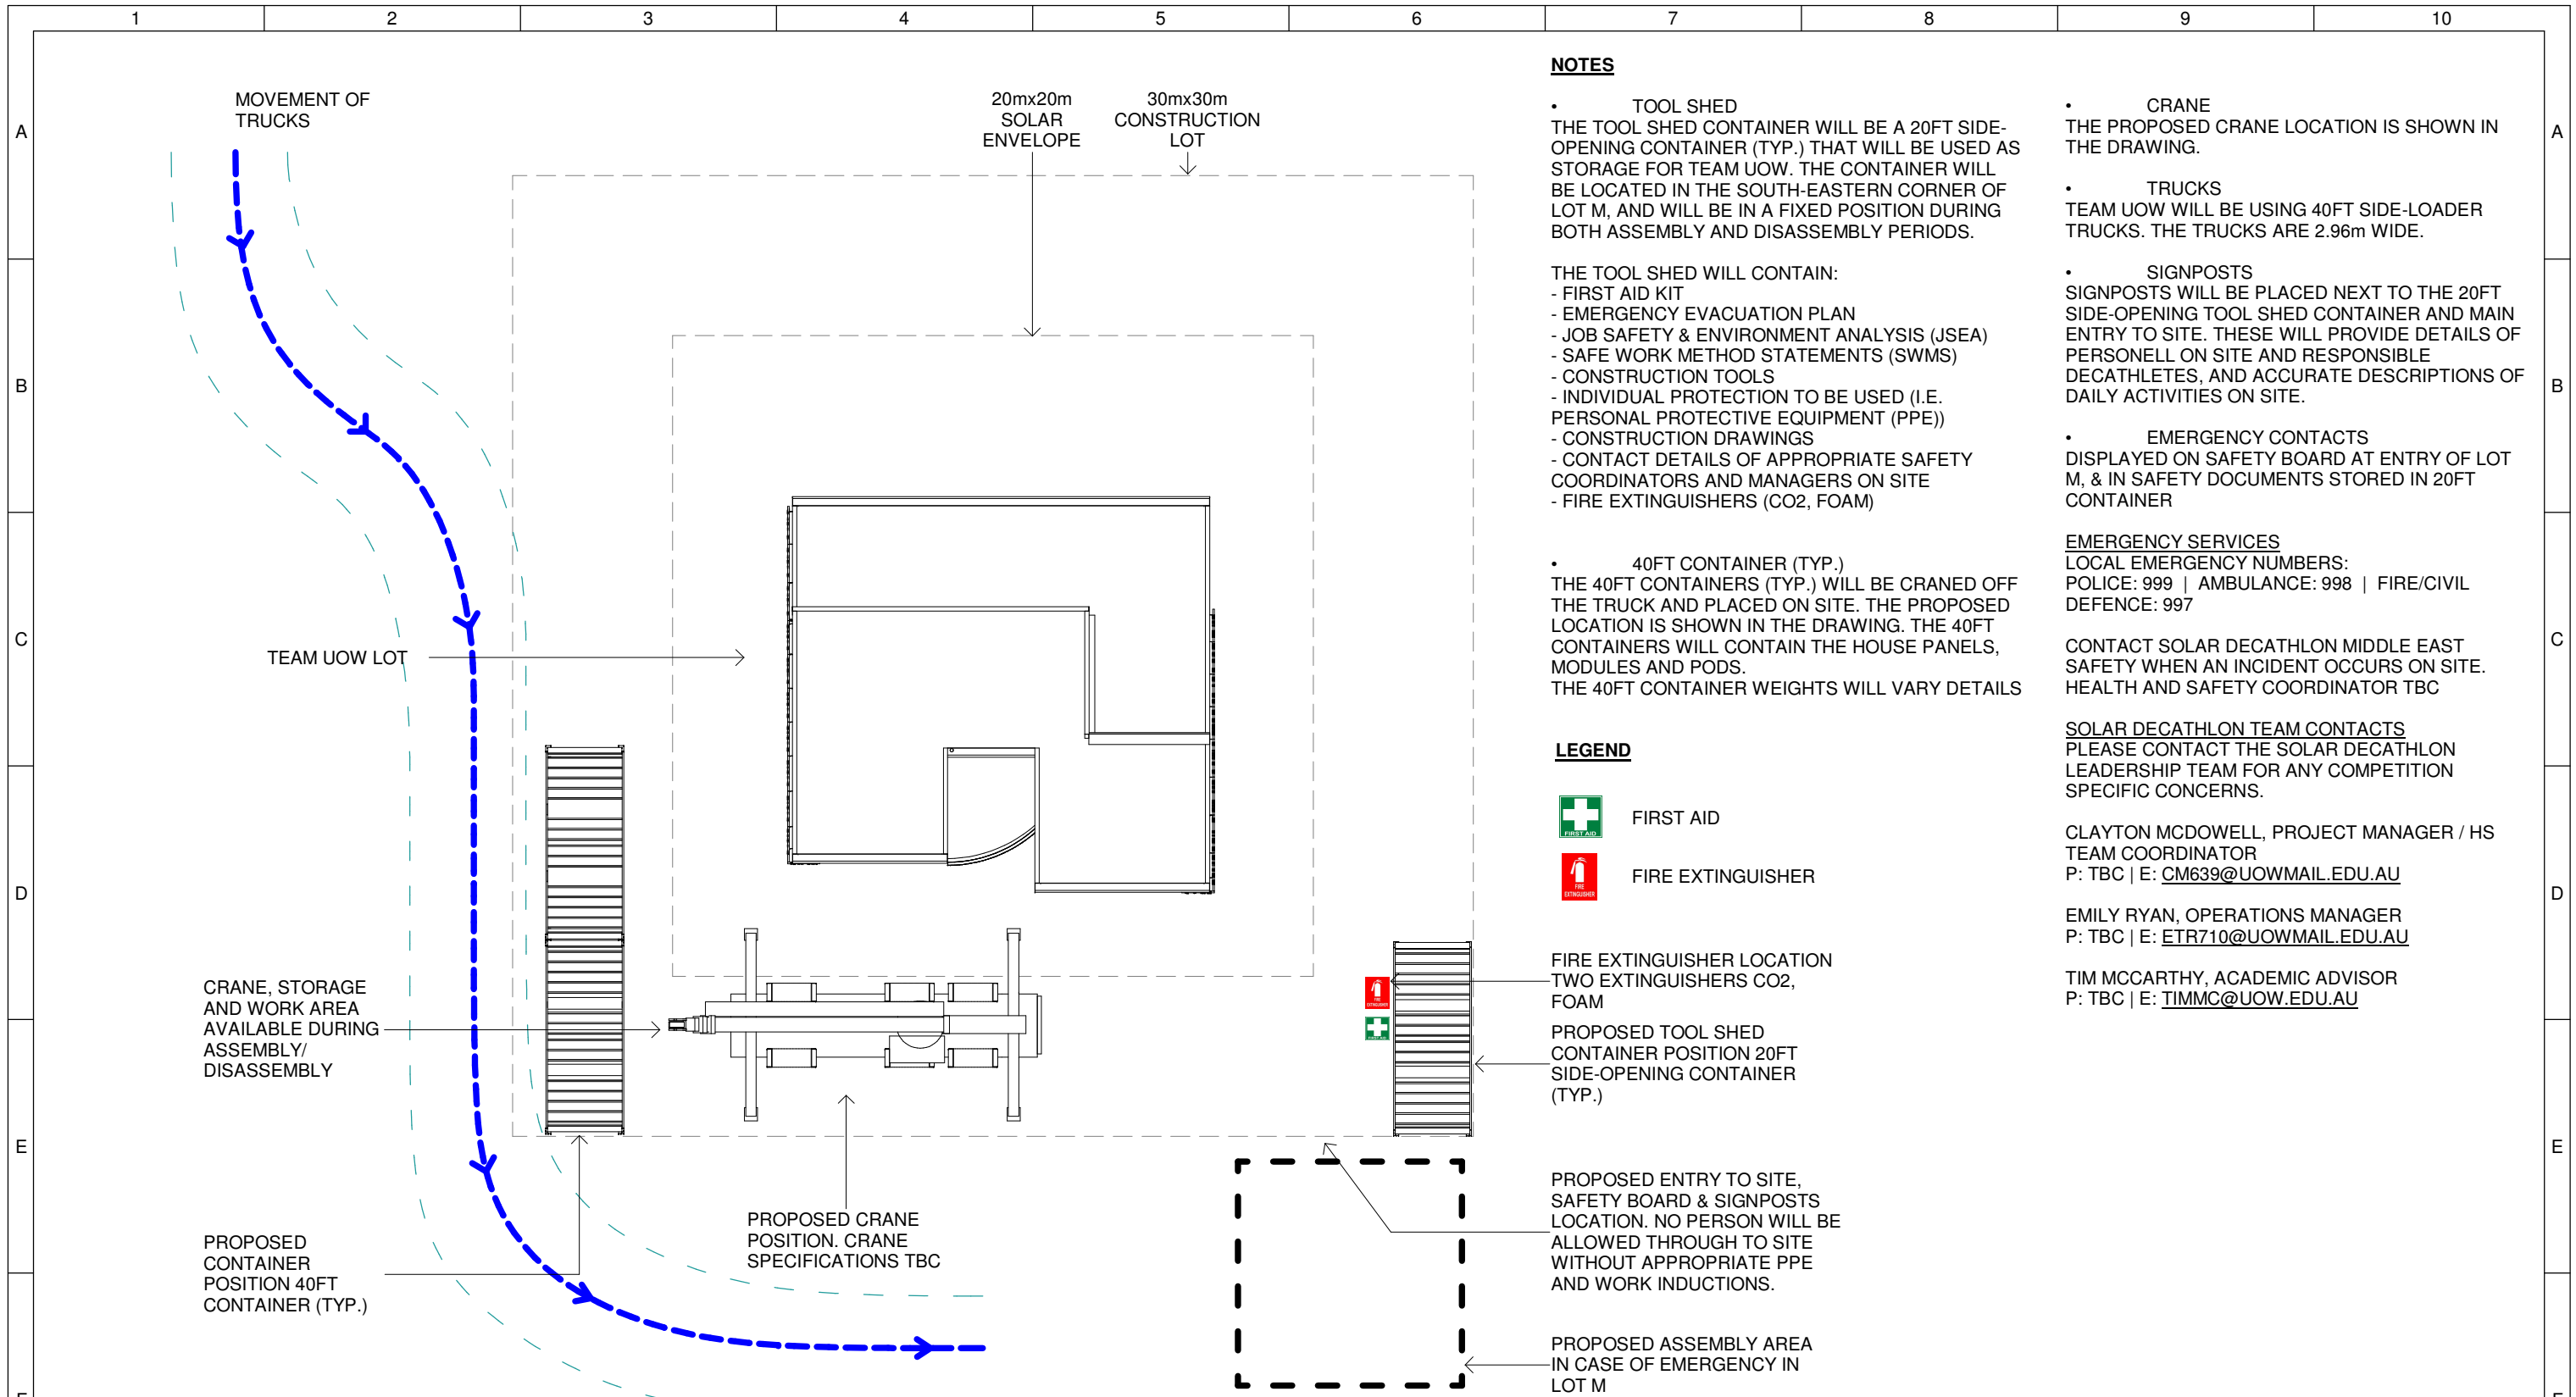 1 2 3 4 5 6 7 8 9 10
A
B
C
D
E
F
MOVEMENT OF
TRUCKS
20mx20m
SOLAR
ENVELOPE
30mx30m
CONSTRUCTION
LOT
TEAM UOW LOT
CRANE, STORAGE
AND WORK AREA
AVAILABLE DURING
ASSEMBLY/
DISASSEMBLY
PROPOSED
CONTAINER
POSITION 40FT
CONTAINER (TYP.)
PROPOSED CRANE
POSITION. CRANE
SPECIFICATIONS TBC
FIRE
EXTINGUISHER
FIRST AID
NOTES
• TOOL SHED
THE TOOL SHED CONTAINER WILL BE A 20FT SIDE-
OPENING CONTAINER (TYP.) THAT WILL BE USED AS
STORAGE FOR TEAM UOW. THE CONTAINER WILL
BE LOCATED IN THE SOUTH-EASTERN CORNER OF
LOT M, AND WILL BE IN A FIXED POSITION DURING
BOTH ASSEMBLY AND DISASSEMBLY PERIODS.
THE TOOL SHED WILL CONTAIN:
- FIRST AID KIT
- EMERGENCY EVACUATION PLAN
- JOB SAFETY & ENVIRONMENT ANALYSIS (JSEA)
- SAFE WORK METHOD STATEMENTS (SWMS)
- CONSTRUCTION TOOLS
- INDIVIDUAL PROTECTION TO BE USED (I.E.
PERSONAL PROTECTIVE EQUIPMENT (PPE))
- CONSTRUCTION DRAWINGS
- CONTACT DETAILS OF APPROPRIATE SAFETY
COORDINATORS AND MANAGERS ON SITE
- FIRE EXTINGUISHERS (CO2, FOAM)
• 40FT CONTAINER (TYP.)
THE 40FT CONTAINERS (TYP.) WILL BE CRANED OFF
THE TRUCK AND PLACED ON SITE. THE PROPOSED
LOCATION IS SHOWN IN THE DRAWING. THE 40FT
CONTAINERS WILL CONTAIN THE HOUSE PANELS,
MODULES AND PODS.
THE 40FT CONTAINER WEIGHTS WILL VARY DETAILS
LEGEND
FIRST AID
FIRST AID
FIRE
EXTINGUISHER
FIRE EXTINGUISHER
FIRE EXTINGUISHER LOCATION
TWO EXTINGUISHERS CO2,
FOAM
PROPOSED TOOL SHED
CONTAINER POSITION 20FT
SIDE-OPENING CONTAINER
(TYP.)
PROPOSED ENTRY TO SITE,
SAFETY BOARD & SIGNPOSTS
LOCATION. NO PERSON WILL BE
ALLOWED THROUGH TO SITE
WITHOUT APPROPRIATE PPE
AND WORK INDUCTIONS.
PROPOSED ASSEMBLY AREA
IN CASE OF EMERGENCY IN
LOT M
• CRANE
THE PROPOSED CRANE LOCATION IS SHOWN IN
THE DRAWING.
• TRUCKS
TEAM UOW WILL BE USING 40FT SIDE-LOADER
TRUCKS. THE TRUCKS ARE 2.96m WIDE.
• SIGNPOSTS
SIGNPOSTS WILL BE PLACED NEXT TO THE 20FT
SIDE-OPENING TOOL SHED CONTAINER AND MAIN
ENTRY TO SITE. THESE WILL PROVIDE DETAILS OF
PERSONELL ON SITE AND RESPONSIBLE
DECATHLETES, AND ACCURATE DESCRIPTIONS OF
DAILY ACTIVITIES ON SITE.
• EMERGENCY CONTACTS
DISPLAYED ON SAFETY BOARD AT ENTRY OF LOT
M, & IN SAFETY DOCUMENTS STORED IN 20FT
CONTAINER
EMERGENCY SERVICES
LOCAL EMERGENCY NUMBERS:
POLICE: 999 | AMBULANCE: 998 | FIRE/CIVIL
DEFENCE: 997
CONTACT SOLAR DECATHLON MIDDLE EAST
SAFETY WHEN AN INCIDENT OCCURS ON SITE.
HEALTH AND SAFETY COORDINATOR TBC
SOLAR DECATHLON TEAM CONTACTS
PLEASE CONTACT THE SOLAR DECATHLON
LEADERSHIP TEAM FOR ANY COMPETITION
SPECIFIC CONCERNS.
CLAYTON MCDOWELL, PROJECT MANAGER / HS
TEAM COORDINATOR
P: TBC | E: CM639@UOWMAIL.EDU.AU
EMILY RYAN, OPERATIONS MANAGER
P: TBC | E: ETR710@UOWMAIL.EDU.AU
TIM MCCARTHY, ACADEMIC ADVISOR
P: TBC | E: TIMMC@UOW.EDU.AU
A
B
C
D
E
F